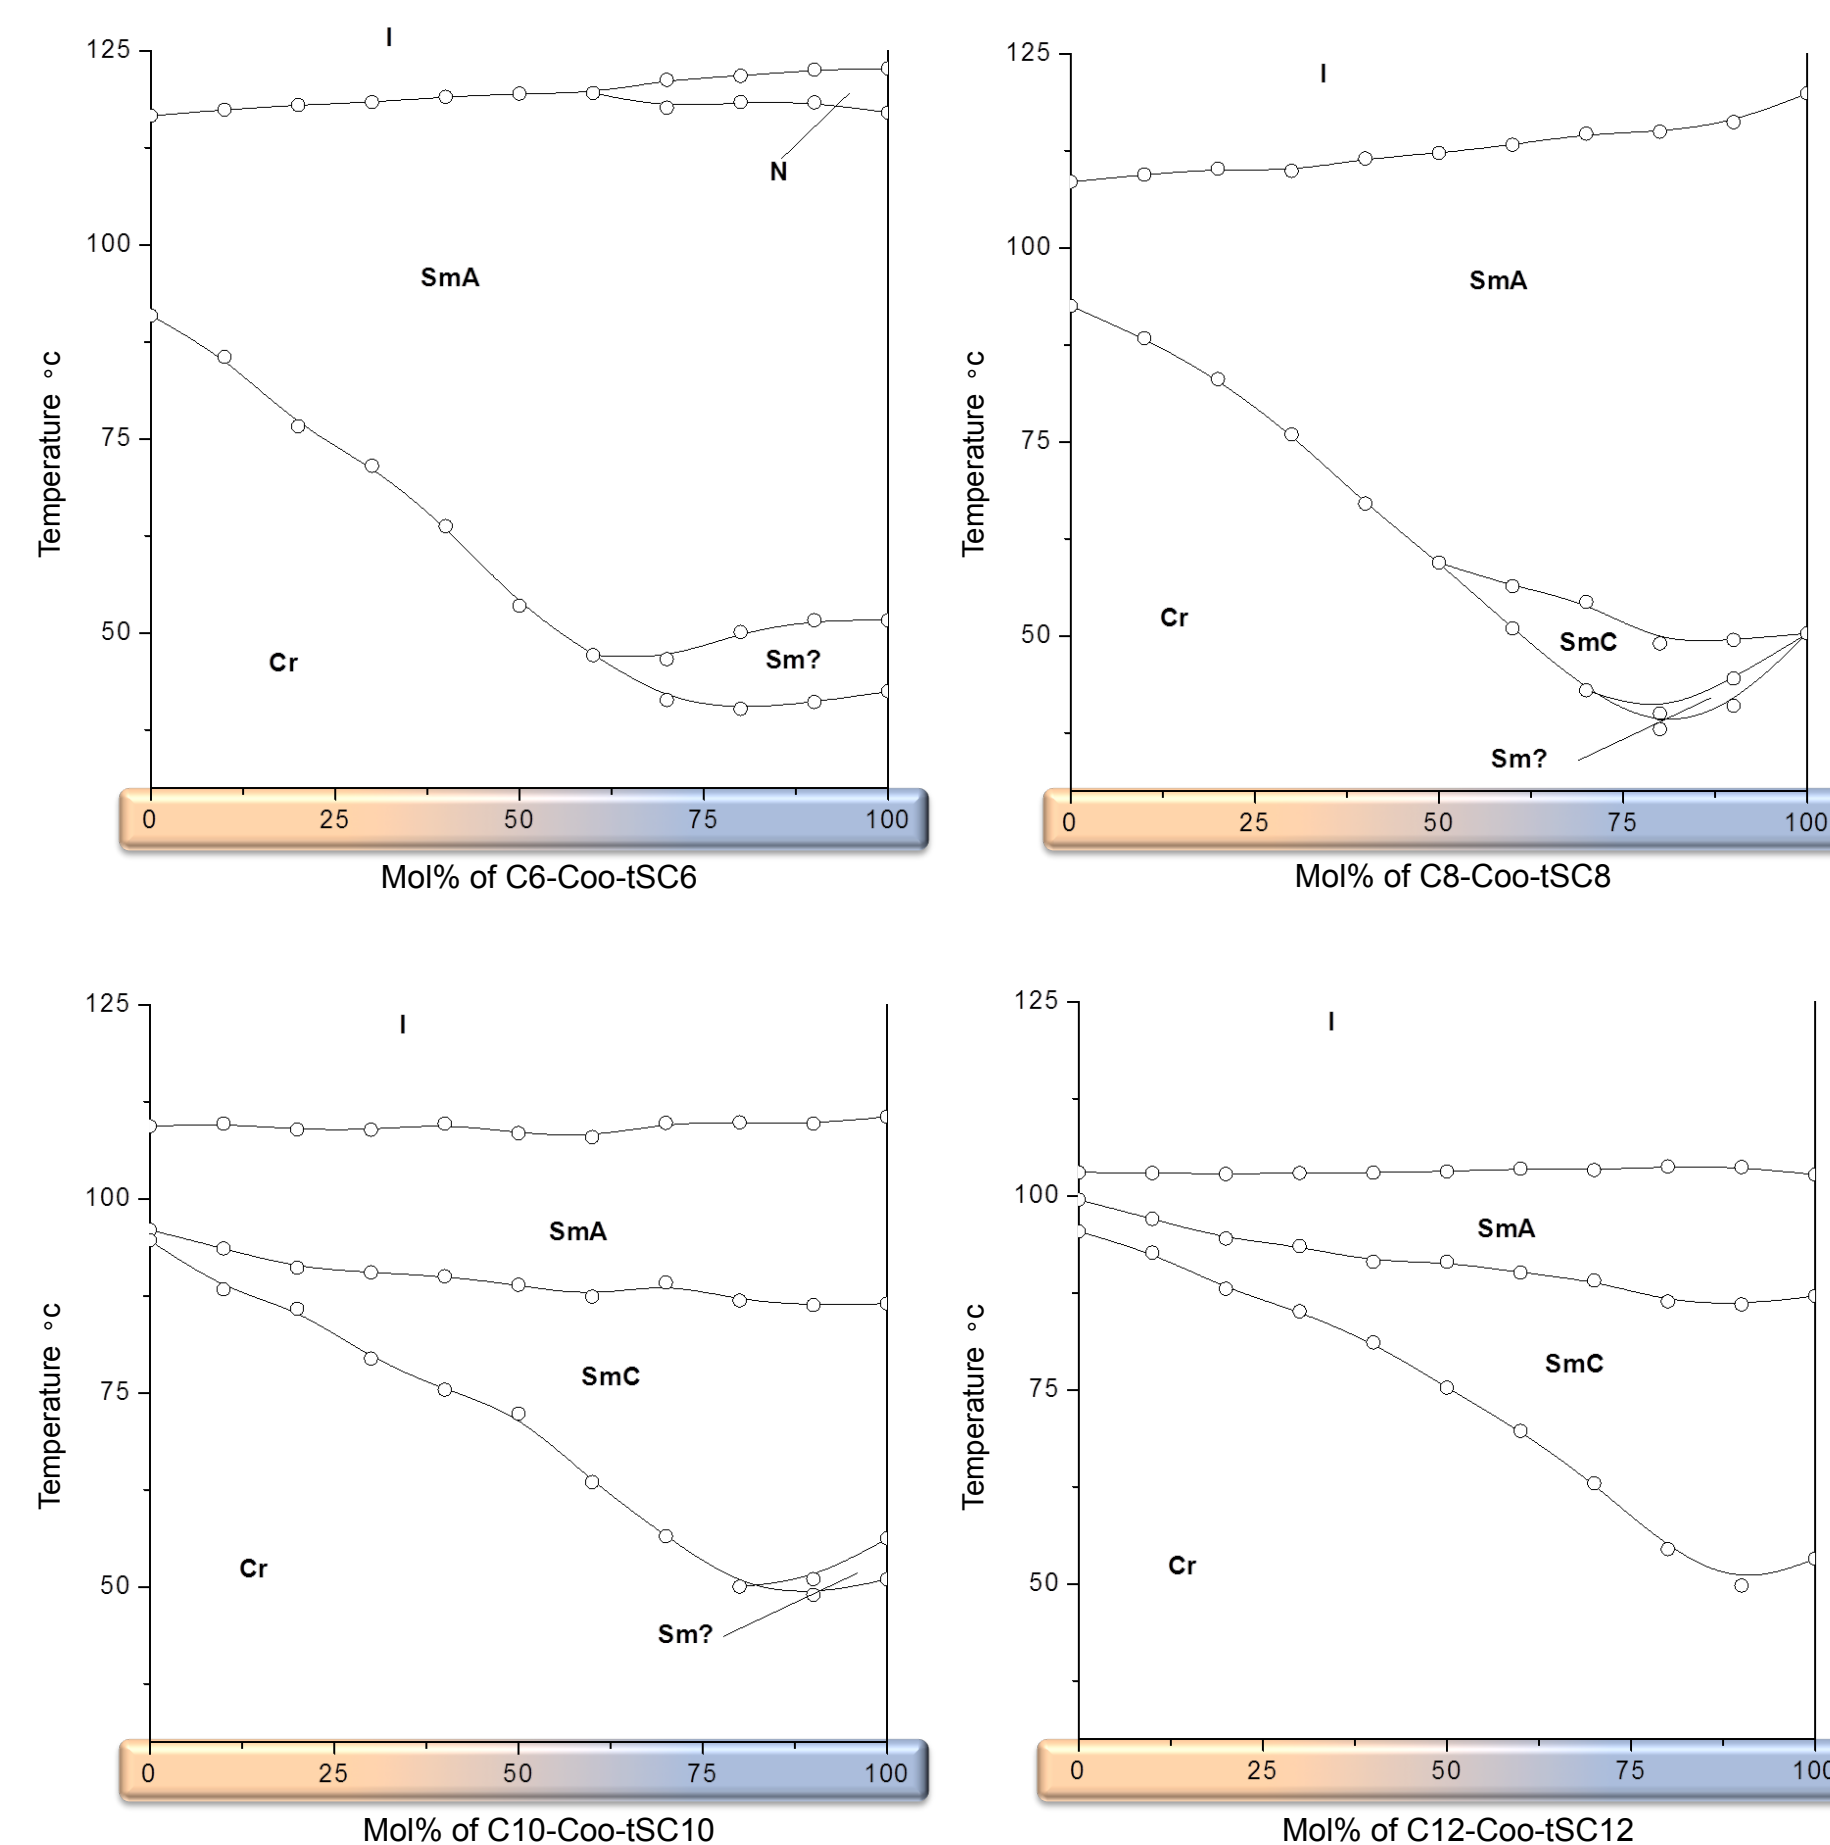 I
125
100
75
50
Temperature °c
N
SmA
Sm?
Cr
0 25 50 75 100
Mol% of C6-Coo-tSC6
I
125
100
75
50
Temperature °c
SmA
Cr
SmC
Sm?
0 25 50 75 100
Mol% of C8-Coo-tSC8
I
125
100
75
50
Temperature °c
SmA
SmC
Cr
Sm?
0 25 50 75 100
Mol% of C10-Coo-tSC10
I
125
100
75
50
Temperature °c
SmA
SmC
Cr
0 25 50 75 100
Mol% of C12-Coo-tSC12